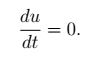 du/dt = 0.